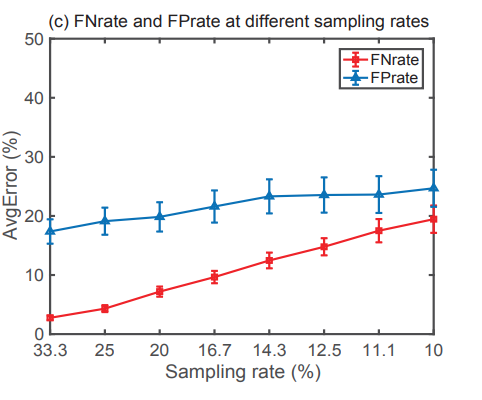 (c) FNrate and FPrate at different sampling rates
50
FNrate
FPrate
40
30
20
10
0
AvgError (%)
33.3 25 20 16.7 14.3 12.5 11.1 10
Sampling rate (%)